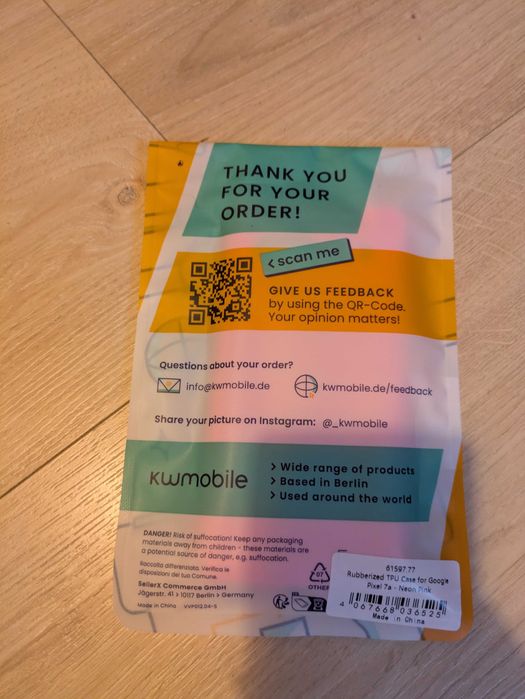 THANK YOU
FOR YOUR
ORDER!
< scan me
GIVE US FEEDBACK
by using the QR-Code.
Your opinion matters!
Questions about your order?
info@kwmobile.de
kwmobile.de/feedback
Share your picture on Instagram: @_kwmobile
kwmobile
> Wide range of products
> Based in Berlin
> Used around the world
DANGER! Risk of suffocation! Keep any packaging
materials away from children - these materials are
a potential source of danger, e.g. suffocation.
Raccolta differenziata. Verifica le
disposizioni del tuo Comune.
SellerX Commerce GmbH
Jägerstr. 41 > 10117 Berlin > Germany
Made in China VVP012.04-S
07
OTHER
61597.77
Rubberized TPU Case for Google
Pixel 7a - Neon Pink
4 067668 036525
Made in China